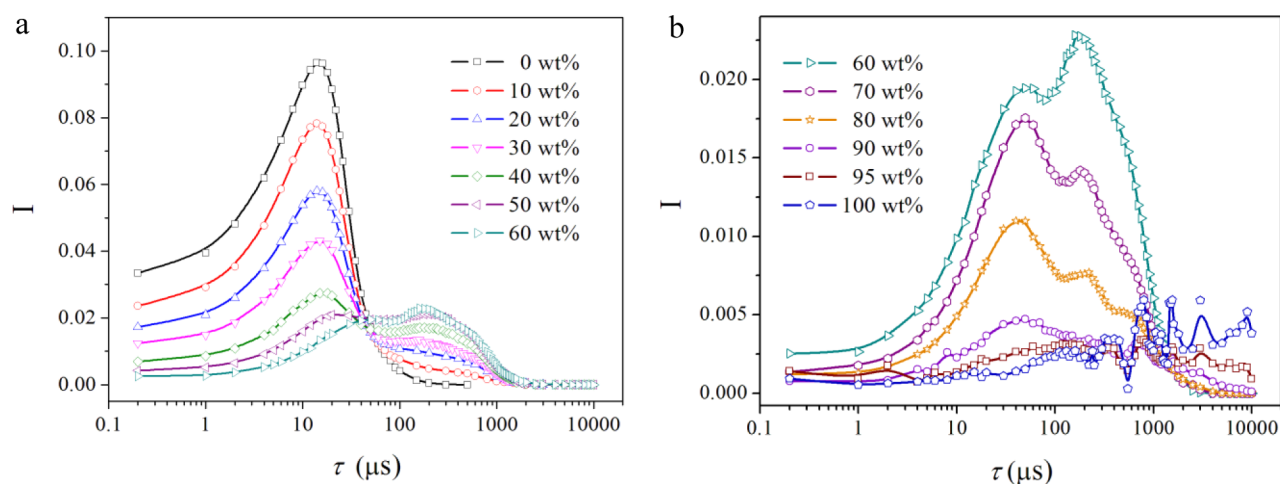 a
I
0.10
0.08
0.06
0.04
0.02
0.00
0 wt%
10 wt%
20 wt%
30 wt%
40 wt%
50 wt%
60 wt%
0.1 1 10 100 1000 10000
τ (μs)
b
I
0.020
0.015
0.010
0.005
0.000
60 wt%
70 wt%
80 wt%
90 wt%
95 wt%
100 wt%
0.1 1 10 100 1000 10000
τ (μs)